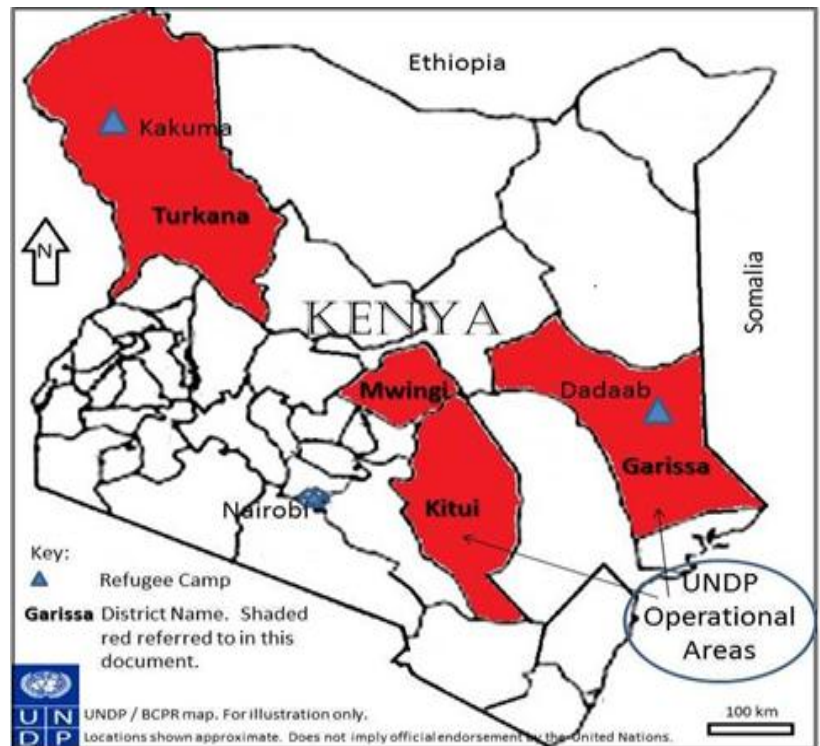 Ethiopia
Kakuma
Turkana
N
Somalia
KENYA
Mwingi
Dadaab
Garissa
Kitui
Nairobi
Key:
Refugee Camp
Garissa District Name. Shaded
red referred to in this
document.
UNDP
Operational
Areas
100 km
U N
D P
UNDP / BCPR map. For illustration only.
Locations shown approximate. Does not imply official endorsement by the United Nations.